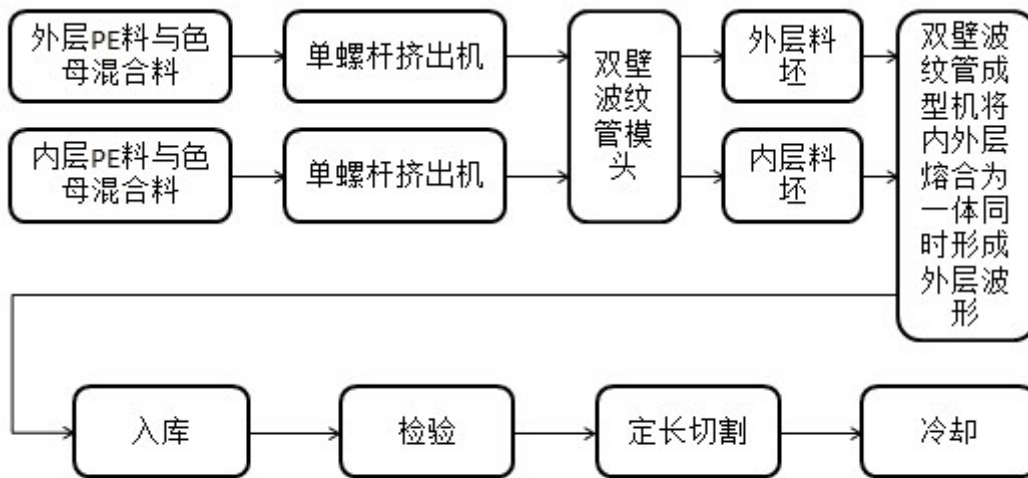 外层PE料与色
母混合料
单螺杆挤出机
双壁
波纹
管模
头
外层料
坯
双壁波
纹管成
型机将
内外层
熔合为
一体同
时形成
外层波
形
内层PE料与色
母混合料
单螺杆挤出机
内层料
坯
入库
检验
定长切割
冷却